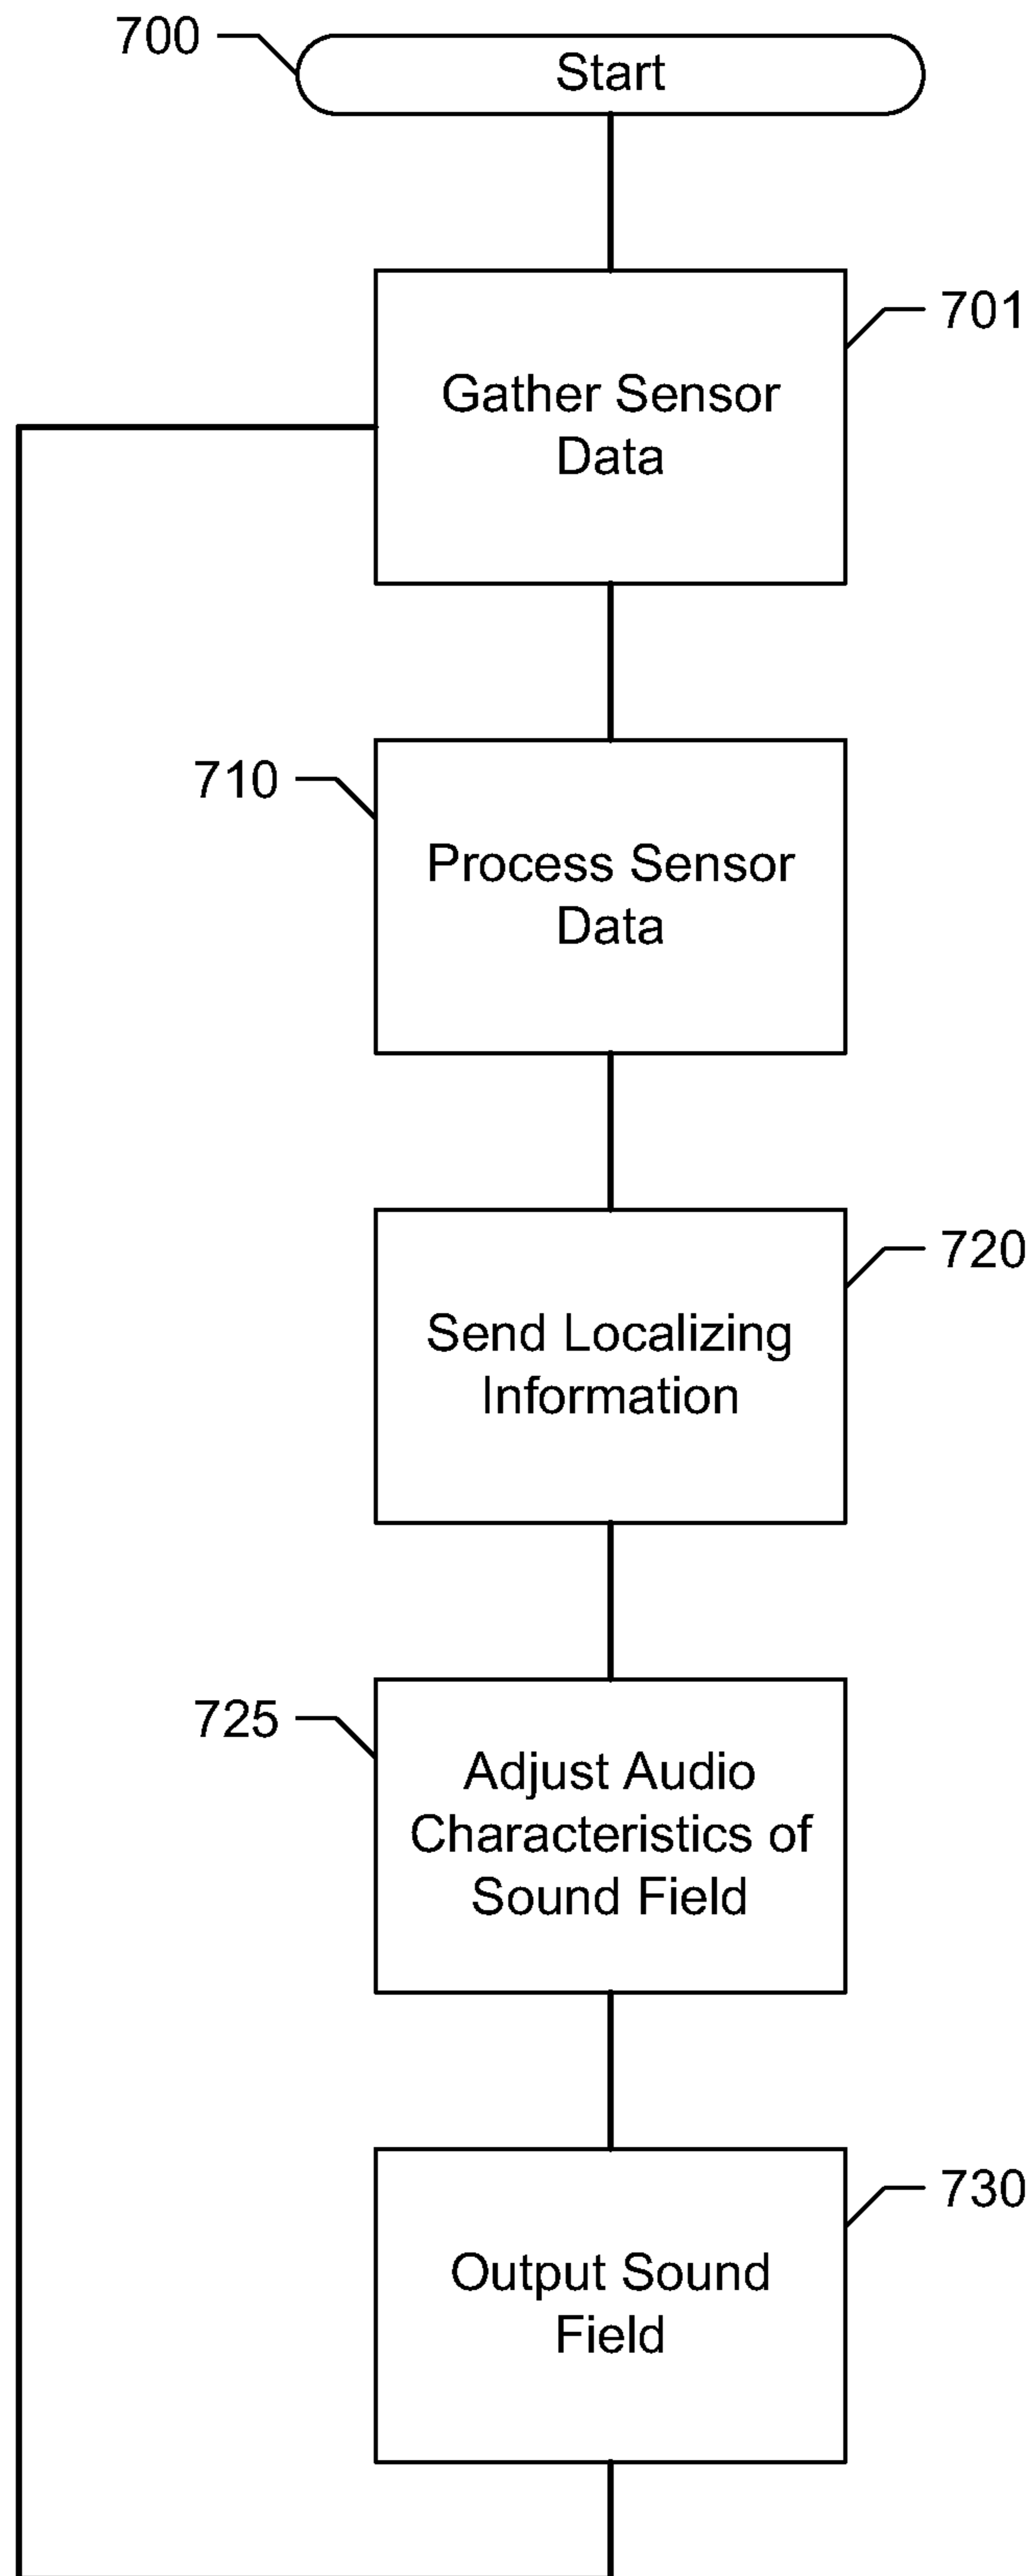 700
Start
701
Gather Sensor
Data
710
Process Sensor
Data
720
Send Localizing
Information
725
Adjust Audio
Characteristics of
Sound Field
730
Output Sound
Field